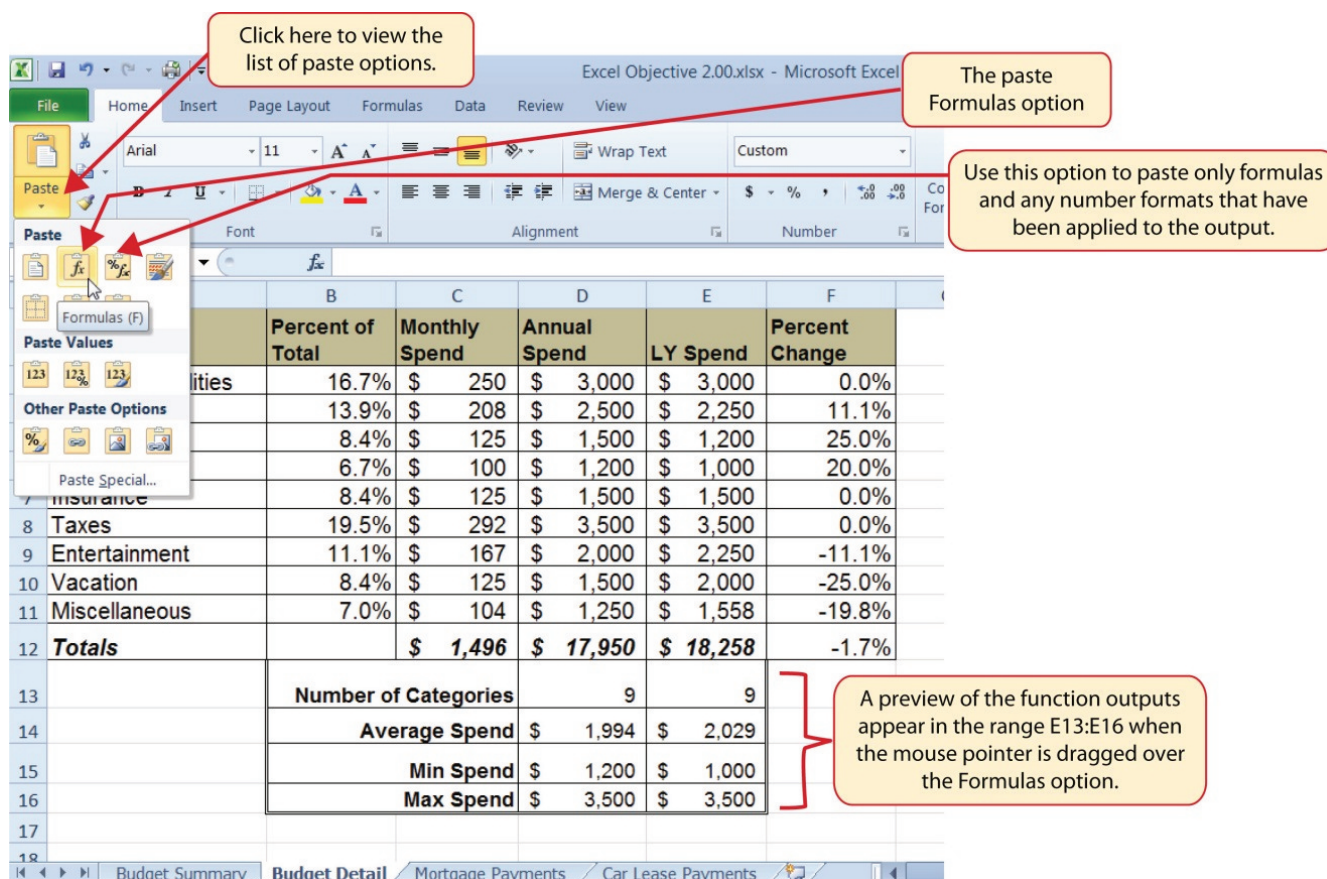 Click here to view the
list of paste options.
The paste
Formulas option
Use this option to paste only formulas
and any number formats that have
been applied to the output.
Excel Objective 2.00.xlsx - Microsoft Excel
File Home Insert Page Layout Formulas Data Review View
Arial 11 A A Wrap Text Custom
Paste B I U A Merge & Center $ % , .00
Font Alignment Number
Paste
fx
Formulas (F)
Paste Values
123 123 123
Other Paste Options
Paste Special...
B C D E F
Percent of Total Monthly Spend Annual Spend LY Spend Percent Change
lities 16.7% $ 250 $ 3,000 $ 3,000 0.0%
13.9% $ 208 $ 2,500 $ 2,250 11.1%
8.4% $ 125 $ 1,500 $ 1,200 25.0%
6.7% $ 100 $ 1,200 $ 1,000 20.0%
7 Insurance 8.4% $ 125 $ 1,500 $ 1,500 0.0%
8 Taxes 19.5% $ 292 $ 3,500 $ 3,500 0.0%
9 Entertainment 11.1% $ 167 $ 2,000 $ 2,250 -11.1%
10 Vacation 8.4% $ 125 $ 1,500 $ 2,000 -25.0%
11 Miscellaneous 7.0% $ 104 $ 1,250 $ 1,558 -19.8%
12 Totals $ 1,496 $ 17,950 $ 18,258 -1.7%
13 Number of Categories 9 9
14 Average Spend $ 1,994 $ 2,029
15 Min Spend $ 1,200 $ 1,000
16 Max Spend $ 3,500 $ 3,500
17
18
A preview of the function outputs
appear in the range E13:E16 when
the mouse pointer is dragged over
the Formulas option.
Budget Summary Budget Detail Mortgage Payments Car Lease Payments